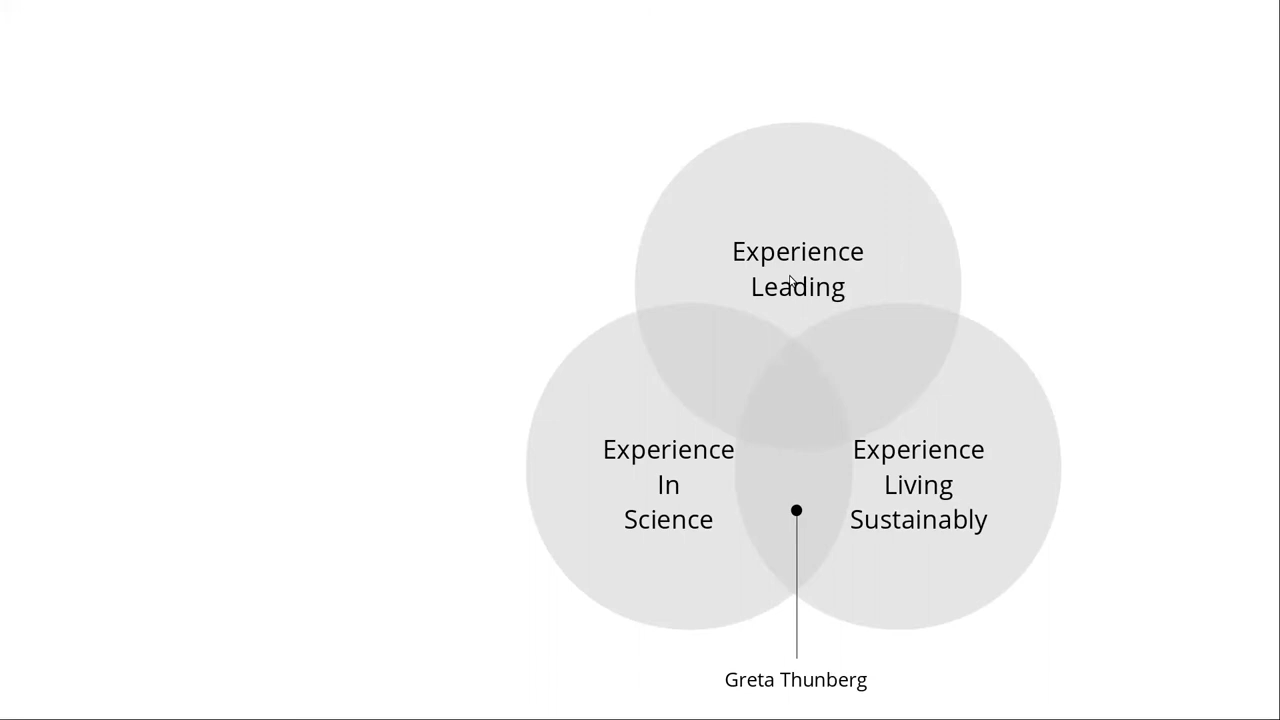 Experience
Leading
Experience
In
Science
Experience
Living
Sustainably
Greta Thunberg